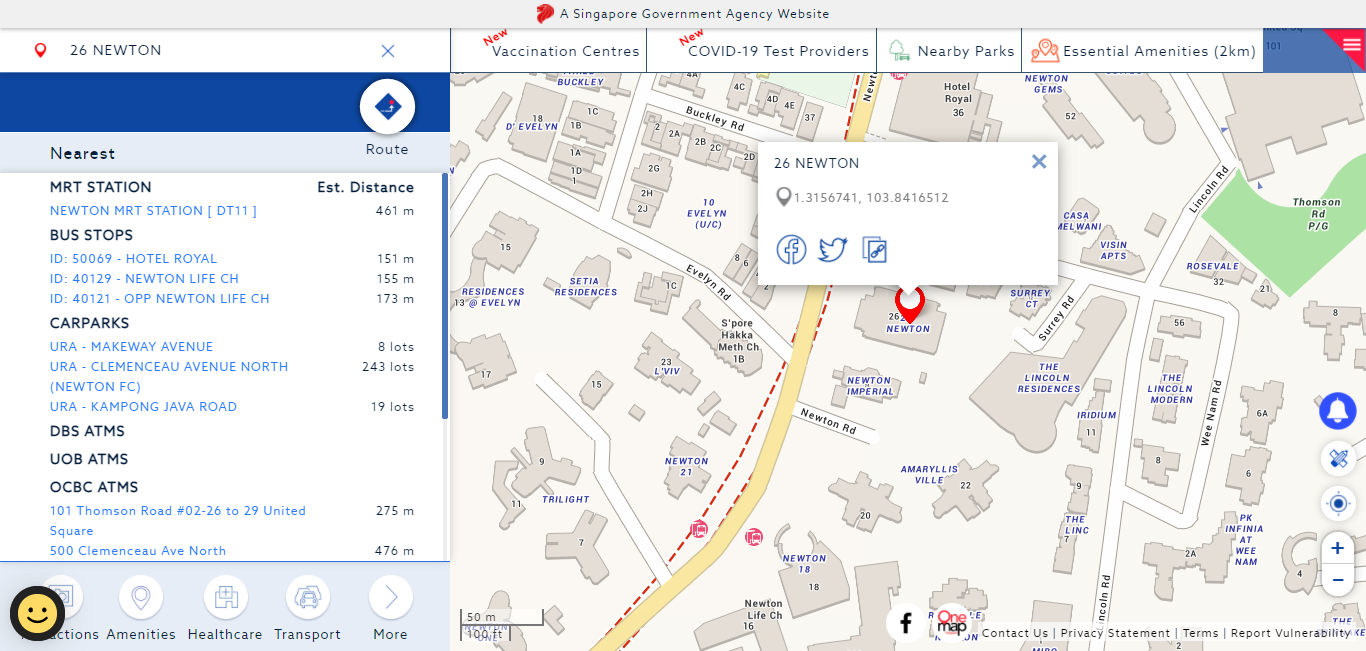 A Singapore Government Agency Website
26 NEWTON
New
Vaccination Centres
New
COVID-19 Test Providers
Nearby Parks
Essential Amenities (2km)
Route
Nearest
MRT STATION Est. Distance
NEWTON MRT STATION [ DT11 ] 461 m
BUS STOPS
ID: 50069 - HOTEL ROYAL 151 m
ID: 40129 - NEWTON LIFE CH 155 m
ID: 40121 - OPP NEWTON LIFE CH 173 m
CARPARKS
URA - MAKEWAY AVENUE 8 lots
URA - CLEMENCEAU AVENUE NORTH 243 lots
(NEWTON FC)
URA - KAMPONG JAVA ROAD 19 lots
DBS ATMS
UOB ATMS
OCBC ATMS
101 Thomson Road #02-26 to 29 United 275 m
Square
500 Clemenceau Ave North 476 m
Amenities
Healthcare
Transport
More
26 NEWTON
1.3156741, 103.8416512
101
BUCKLEY
4A
4C
4D
4E
37
18
1C
1B
D'EVELYN
1A
1D
1
2
2A
2B
2C
2D
Buckley Rd
2G
2H
2J
Hotel
Royal
36
NEWTON
GEMS
52
Lincoln Rd
Thomson
Rd
P/G
10
EVELYN
(U/C)
15
CASA
MELWANI
VISIN
APTS
ROSEVALE
32
21
8
RESIDENCES
13 @ EVELYN
SETIA
RESIDENCES
1C
Evelyn Rd
8
6
2
SURREY
CT
Surrey Rd
56
S'pore
Hakka
Meth Ch
1B
26
NEWTON
17
23
L'VIV
15
NEWTON
IMPERIAL
THE
LINCOLN
RESIDENCES
THE
LINCOLN
MODERN
Wee Nam Rd
6A
IRIDIUM
11
Newton Rd
9
11
TRILIGHT
NEWTON
21
AMARYLLIS
VILLE
22
20
8
6
9
THE
LINC
7
PK
INFINIA
AT WEE
NAM
2A
4
7
NEWTON
18
18
Newton
Life Ch
16
Lincoln Rd
50 m
100 ft
One
map
Contact Us | Privacy Statement | Terms | Report Vulnerability